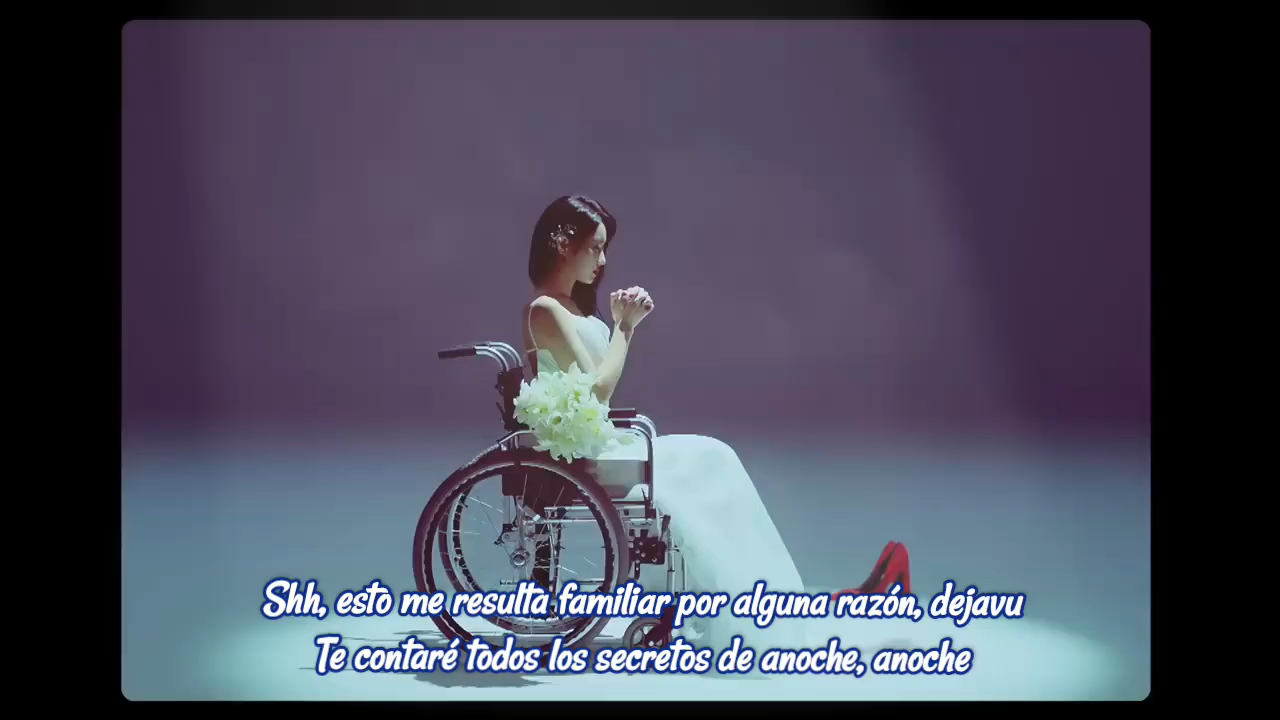 Shh, esto me resulta familiar por alguna razón, dejavu
Te contaré todos los secretos de anoche, anoche